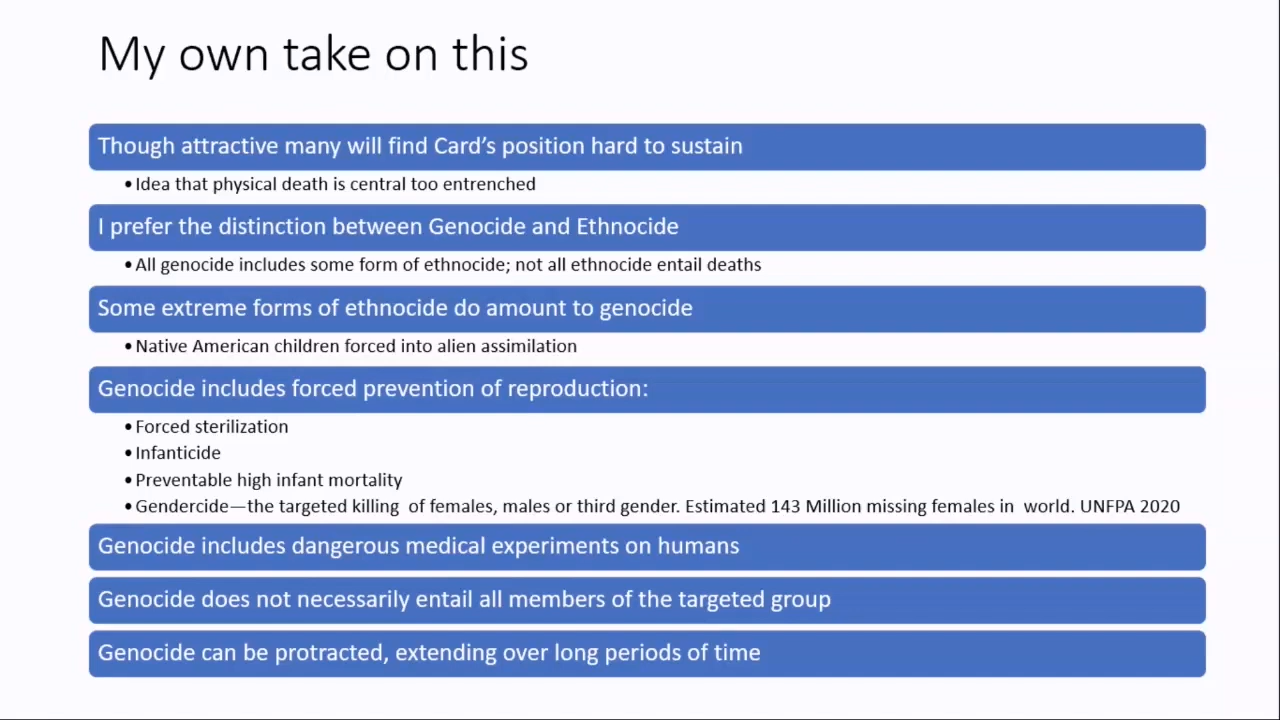 My own take on this
Though attractive many will find Card's position hard to sustain
•Idea that physical death is central too entrenched
I prefer the distinction between Genocide and Ethnocide
•All genocide includes some form of ethnocide; not all ethnocide entail deaths
Some extreme forms of ethnocide do amount to genocide
•Native American children forced into alien assimilation
Genocide includes forced prevention of reproduction:
•Forced sterilization
•Infanticide
•Preventable high infant mortality
•Gendercide—the targeted killing of females, males or third gender. Estimated 143 Million missing females in world. UNFPA 2020
Genocide includes dangerous medical experiments on humans
Genocide does not necessarily entail all members of the targeted group
Genocide can be protracted, extending over long periods of time